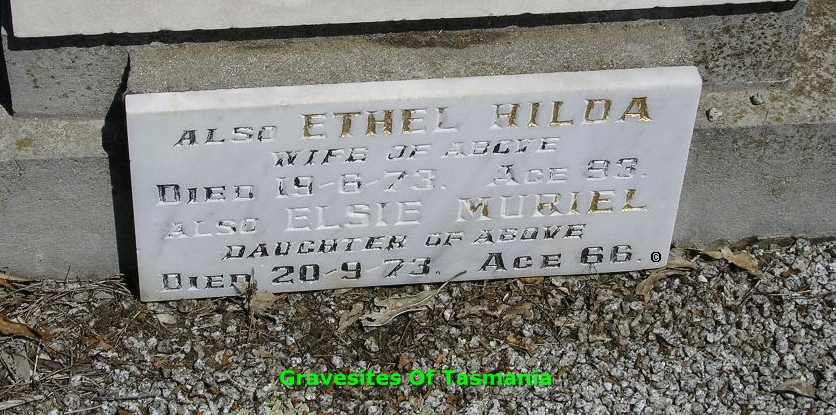 ALSO ETHEL HILDA
WIFE OF ABOVE
DIED 19-6-73. AGE 93.
ALSO ELSIE MURIEL
DAUGHTER OF ABOVE
DIED 20-9-73. AGE 66.
©
Gravesites Of Tasmania